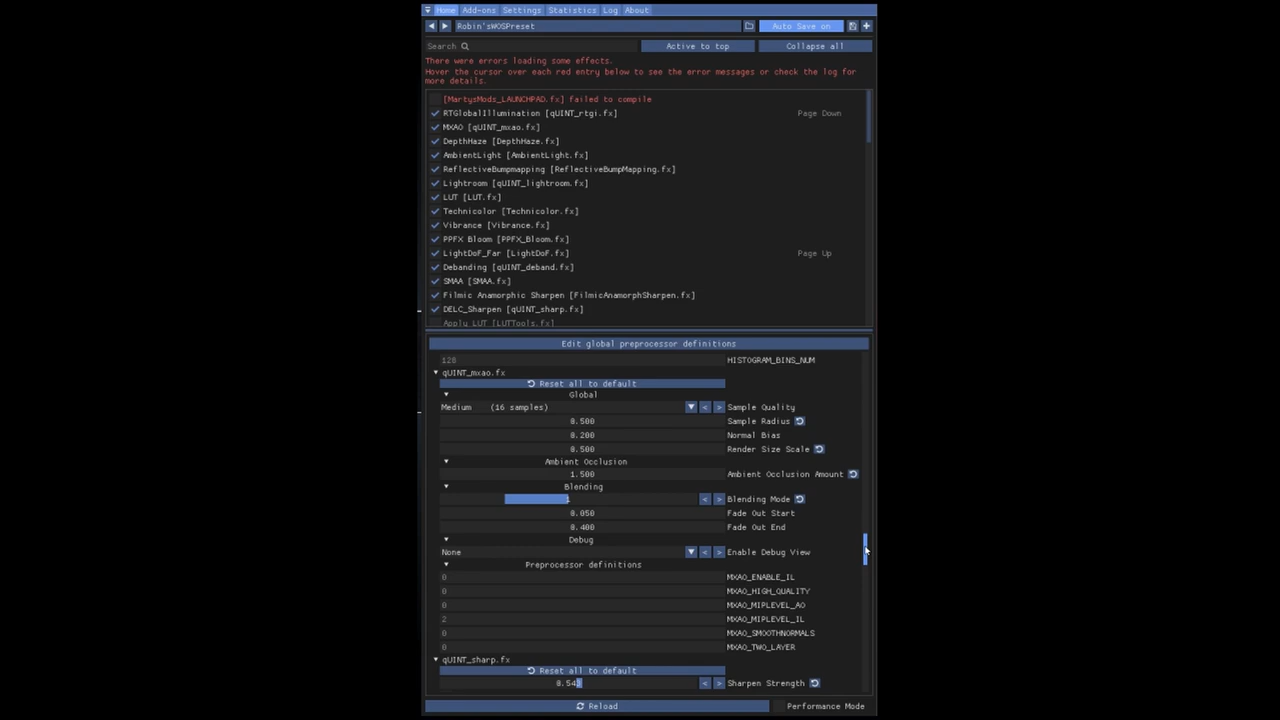 Home Add-ons Settings Statistics Log About
Robin'sWOSPreset Auto Save on
Search Active to top Collapse all
There were errors loading some effects.
Hover the cursor over each red entry below to see the error messages or check the log for
more details.
[MartysMods_LAUNCHPAD.fx] failed to compile
RTGlobalIllumination [qUINT_rtgi.fx] Page Down
MXAO [qUINT_mxao.fx]
DepthHaze [DepthHaze.fx]
AmbientLight [AmbientLight.fx]
ReflectiveBumpmapping [ReflectiveBumpMapping.fx]
Lightroom [qUINT_lightroom.fx]
LUT [LUT.fx]
Technicolor [Technicolor.fx]
Vibrance [Vibrance.fx]
PPFX Bloom [PPFX_Bloom.fx]
LightDoF_Far [LightDoF.fx] Page Up
Debanding [qUINT_deband.fx]
SMAA [SMAA.fx]
Filmic Anamorphic Sharpen [FilmicAnamorphSharpen.fx]
DELC_Sharpen [qUINT_sharp.fx]
Apply LUT [LUTTools.fx]
Edit global preprocessor definitions
128 HISTOGRAM_BINS_NUM
qUINT_mxao.fx
Reset all to default
Global
Medium (16 samples) < > Sample Quality
0.500 Sample Radius
0.200 Normal Bias
0.500 Render Size Scale
Ambient Occlusion
1.500 Ambient Occlusion Amount
Blending
1 < > Blending Mode
0.050 Fade Out Start
0.400 Fade Out End
Debug
None < > Enable Debug View
Preprocessor definitions
0 MXAO_ENABLE_IL
0 MXAO_HIGH_QUALITY
0 MXAO_MIPLEVEL_AO
2 MXAO_MIPLEVEL_IL
0 MXAO_SMOOTHNORMALS
0 MXAO_TWO_LAYER
qUINT_sharp.fx
Reset all to default
< > Sharpen Strength
Reload Performance Mode